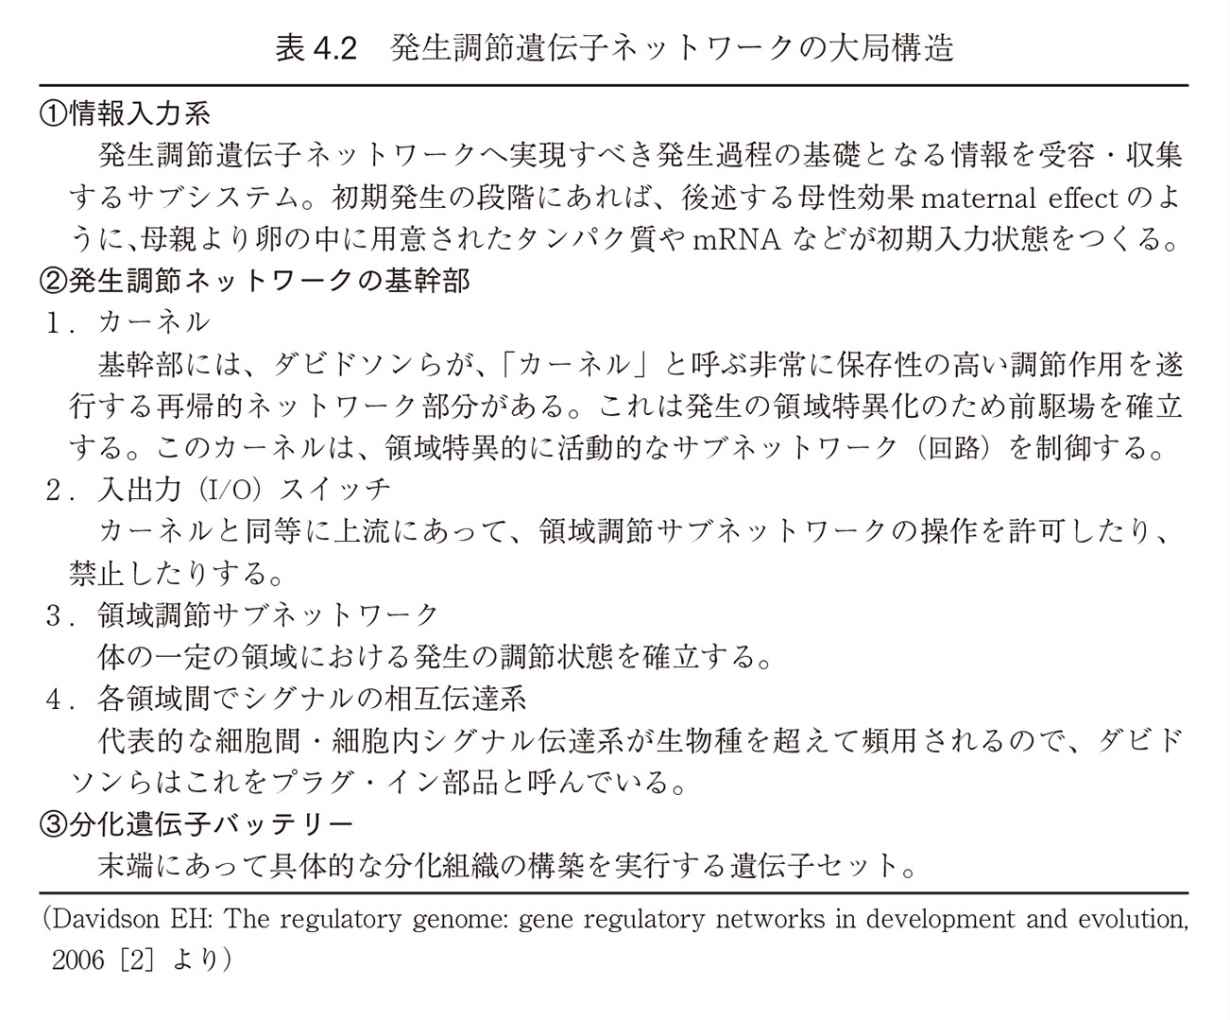 表 4.2　発生調節遺伝子ネットワークの大局構造
①情報入力系
発生調節遺伝子ネットワークへ実現すべき発生過程の基礎となる情報を受容・収集
するサブシステム。初期発生の段階にあれば、後述する母性効果 maternal effect のよ
うに、母親より卵の中に用意されたタンパク質や mRNA などが初期入力状態をつくる。
②発生調節ネットワークの基幹部
1．カーネル
基幹部には、ダビドソンらが、「カーネル」と呼ぶ非常に保存性の高い調節作用を遂
行する再帰的ネットワーク部分がある。これは発生の領域特異化のため前駆場を確立
する。このカーネルは、領域特異的に活動的なサブネットワーク（回路）を制御する。
2．入出力（I/O）スイッチ
カーネルと同等に上流にあって、領域調節サブネットワークの操作を許可したり、
禁止したりする。
3．領域調節サブネットワーク
体の一定の領域における発生の調節状態を確立する。
4．各領域間でシグナルの相互伝達系
代表的な細胞間・細胞内シグナル伝達系が生物種を超えて頻用されるので、ダビド
ソンらはこれをプラグ・イン部品と呼んでいる。
③分化遺伝子バッテリー
末端にあって具体的な分化組織の構築を実行する遺伝子セット。
（Davidson EH: The regulatory genome: gene regulatory networks in development and evolution,
2006［2］より）